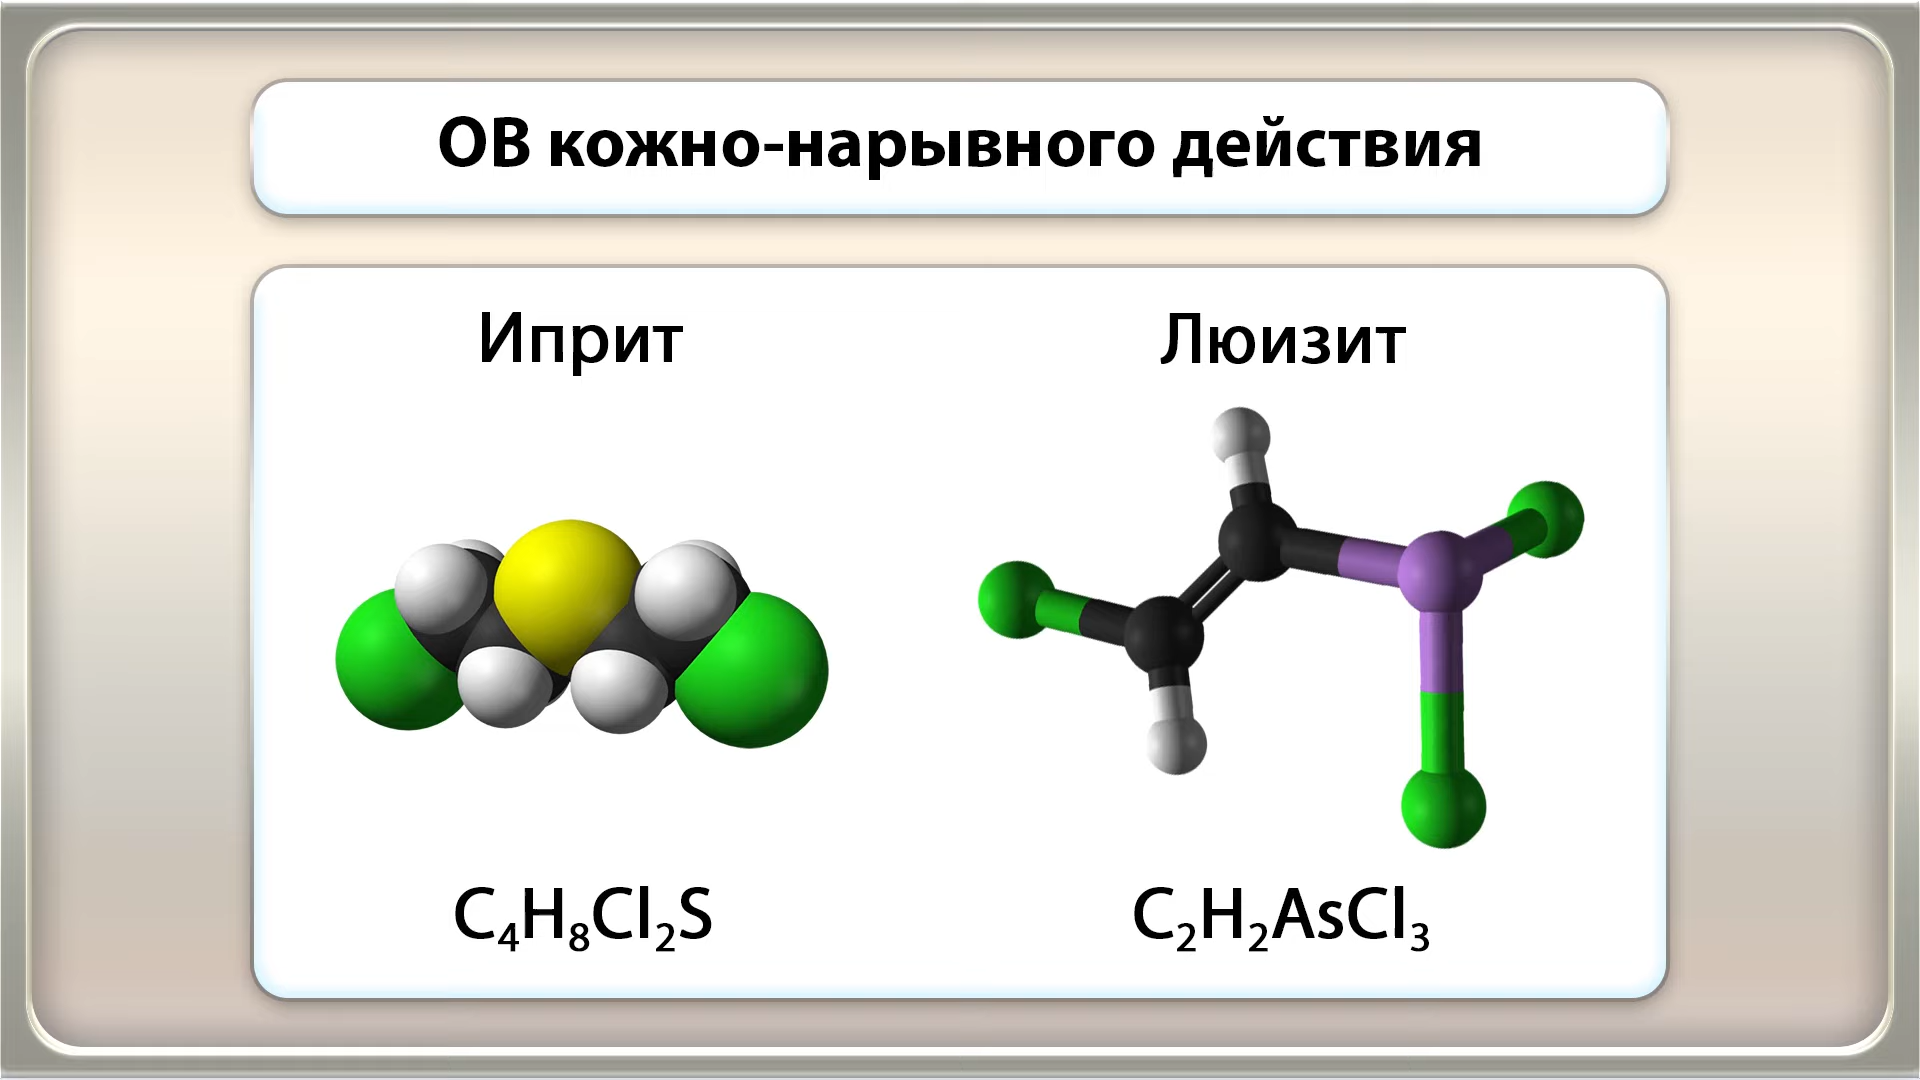 ОВ кожно-нарывного действия
Иприт
Люизит
C₄H₈Cl₂S
C₂H₂AsCl₃